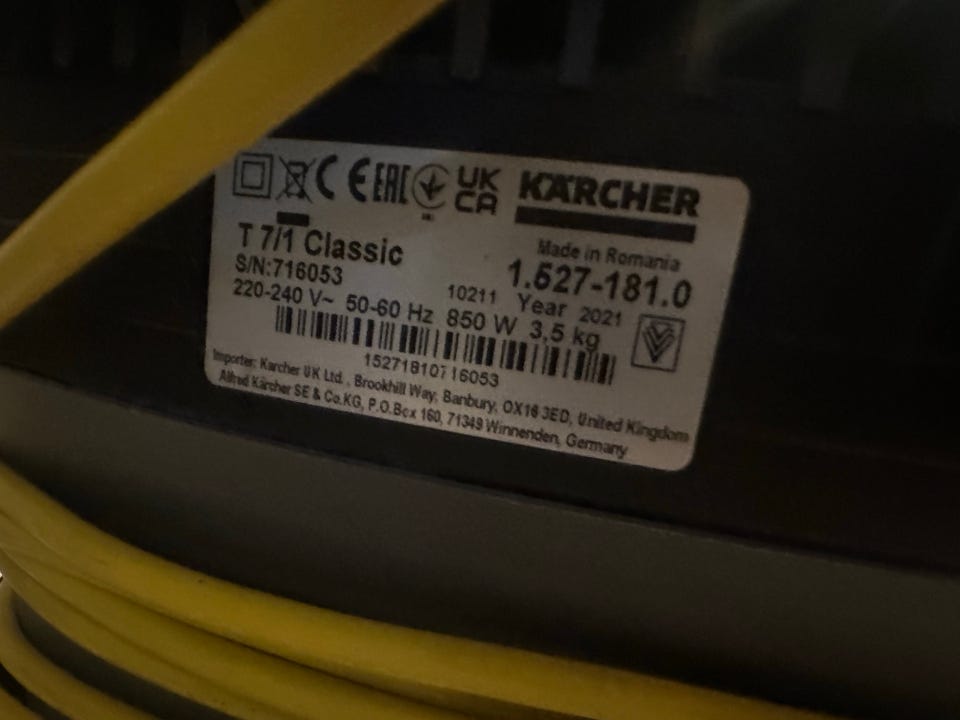 CE EAC UK CA KÄRCHER
T 7/1 Classic
Made in Romania
S/N:716053
1.527-181.0
10211 Year 2021
220-240 V~ 50-60 Hz 850 W 3,5 kg
15271810716053
Importer: Karcher UK Ltd., Brookhill Way, Banbury, OX16 3ED, United Kingdom
Alfred Kärcher SE & Co.KG, P.O.Box 160, 71349 Winnenden, Germany